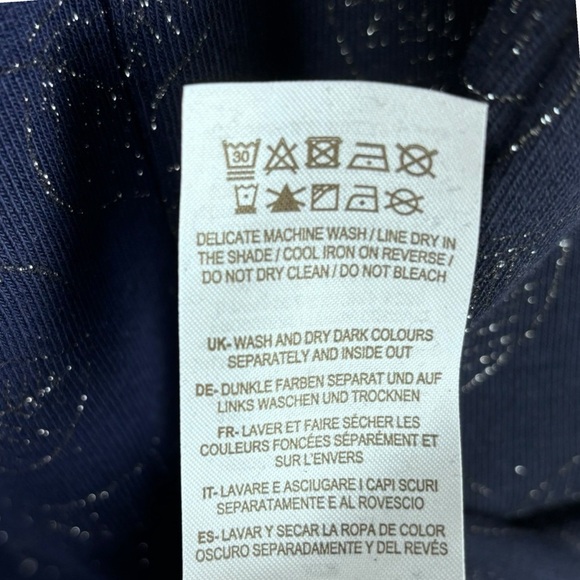 30
DELICATE MACHINE WASH / LINE DRY IN
THE SHADE / COOL IRON ON REVERSE /
DO NOT DRY CLEAN / DO NOT BLEACH
UK- WASH AND DRY DARK COLOURS
SEPARATELY AND INSIDE OUT
DE- DUNKLE FARBEN SEPARAT UND AUF
LINKS WASCHEN UND TROCKNEN
FR- LAVER ET FAIRE SÉCHER LES
COULEURS FONCÉES SÉPARÉMENT ET
SUR L'ENVERS
IT- LAVARE E ASCIUGARE I CAPI SCURI
SEPARATAMENTE E AL ROVESCIO
ES- LAVAR Y SECAR LA ROPA DE COLOR
OSCURO SEPARADAMENTE Y DEL REVÉS